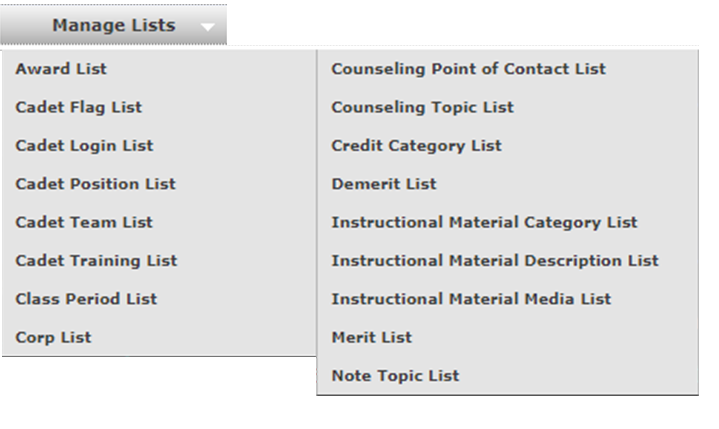 Manage Lists
Award List
Cadet Flag List
Cadet Login List
Cadet Position List
Cadet Team List
Cadet Training List
Class Period List
Corp List
Counseling Point of Contact List
Counseling Topic List
Credit Category List
Demerit List
Instructional Material Category List
Instructional Material Description List
Instructional Material Media List
Merit List
Note Topic List